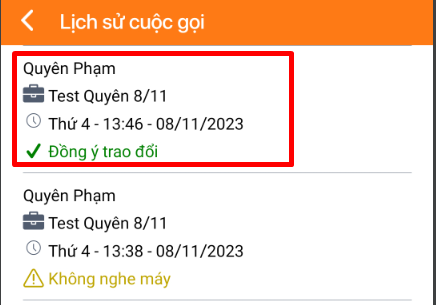 Lịch sử cuộc gọi
Quyên Phạm
Test Quyên 8/11
Thứ 4 - 13:46 - 08/11/2023
Đồng ý trao đổi
Quyên Phạm
Test Quyên 8/11
Thứ 4 - 13:38 - 08/11/2023
Không nghe máy